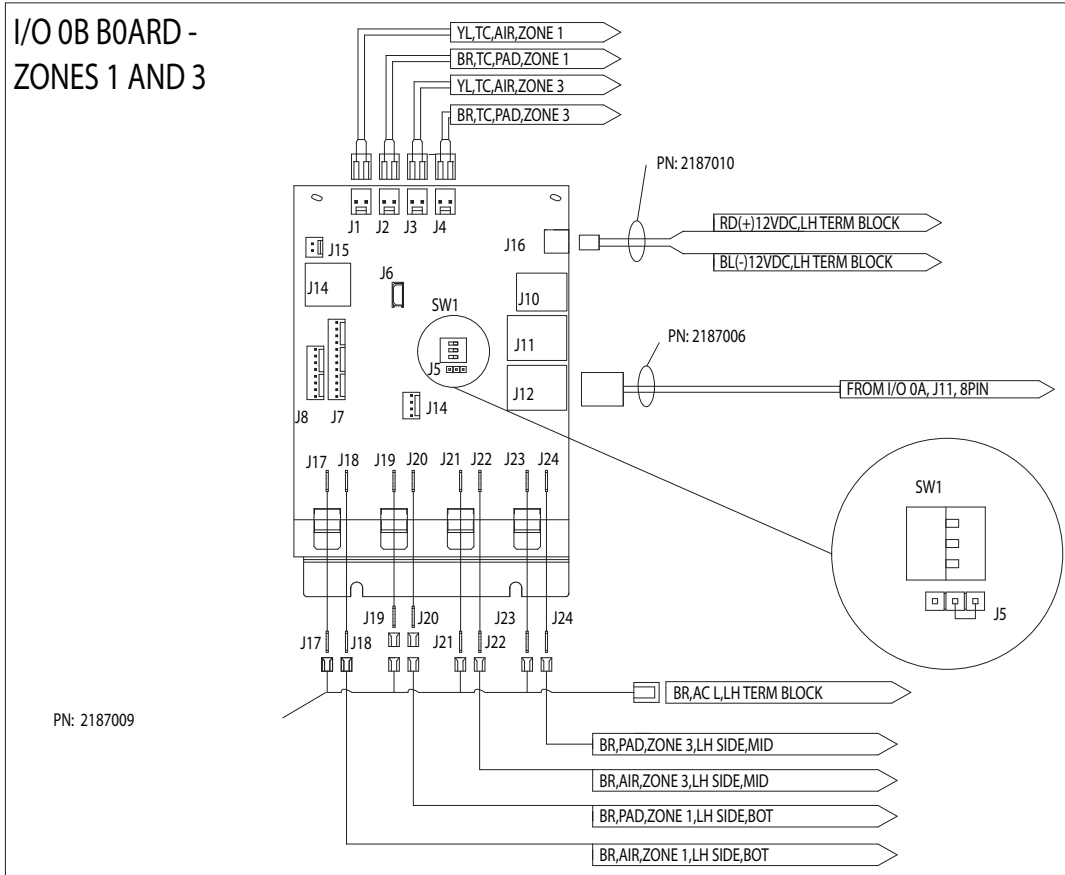 I/O 0B B0ARD -
ZONES 1 AND 3
YL,TC,AIR,ZONE 1
BR,TC,PAD,ZONE 1
YL,TC,AIR,ZONE 3
BR,TC,PAD,ZONE 3
PN: 2187010
J1 J2 J3 J4
J15
J16
RD(+)12VDC,LH TERM BLOCK
BL(-)12VDC,LH TERM BLOCK
J14
J6
J10
SW1
J11
PN: 2187006
J5
J12
FROM I/O 0A, J11, 8PIN
J8 J7
J14
J17 J18 J19 J20 J21 J22 J23 J24
SW1
J5
J19 J20 J23 J24
J17 J18 J21 J22
BR,AC L,LH TERM BLOCK
PN: 2187009
BR,PAD,ZONE 3,LH SIDE,MID
BR,AIR,ZONE 3,LH SIDE,MID
BR,PAD,ZONE 1,LH SIDE,BOT
BR,AIR,ZONE 1,LH SIDE,BOT